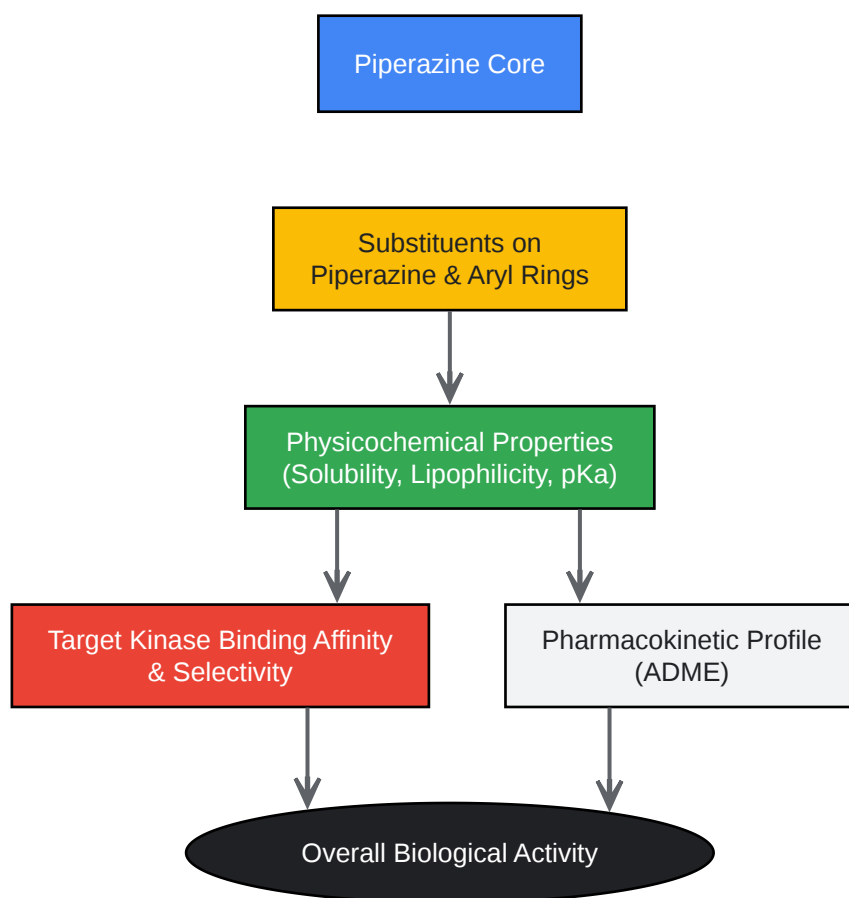 Piperazine Core
Substituents on
Piperazine & Aryl Rings
Physicochemical Properties
(Solubility, Lipophilicity, pKa)
Target Kinase Binding Affinity
& Selectivity
Pharmacokinetic Profile
(ADME)
Overall Biological Activity